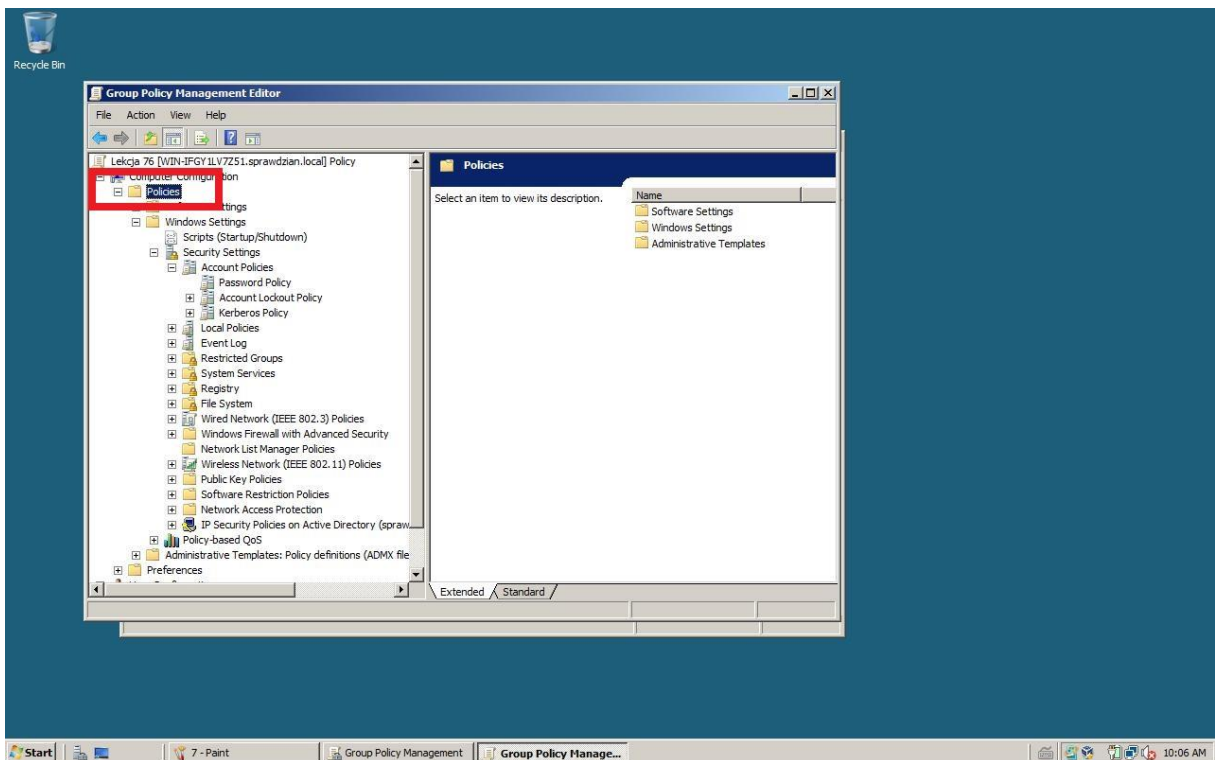 Recycle Bin
Group Policy Management Editor
File Action View Help
Lekcja 76 [WIN-IFGY1LV7Z51.sprawdzian.local] Policy
Computer Configuration
Policies
ttings
Windows Settings
Scripts (Startup/Shutdown)
Security Settings
Account Policies
Password Policy
Account Lockout Policy
Kerberos Policy
Local Policies
Event Log
Restricted Groups
System Services
Registry
File System
Wired Network (IEEE 802.3) Policies
Windows Firewall with Advanced Security
Network List Manager Policies
Wireless Network (IEEE 802.11) Policies
Public Key Policies
Software Restriction Policies
Network Access Protection
IP Security Policies on Active Directory (spraw
Policy-based QoS
Administrative Templates: Policy definitions (ADMX file
Preferences
Policies
Select an item to view its description.
Name
Software Settings
Windows Settings
Administrative Templates
Extended Standard
Start 7 - Paint Group Policy Management Group Policy Manage... 10:06 AM